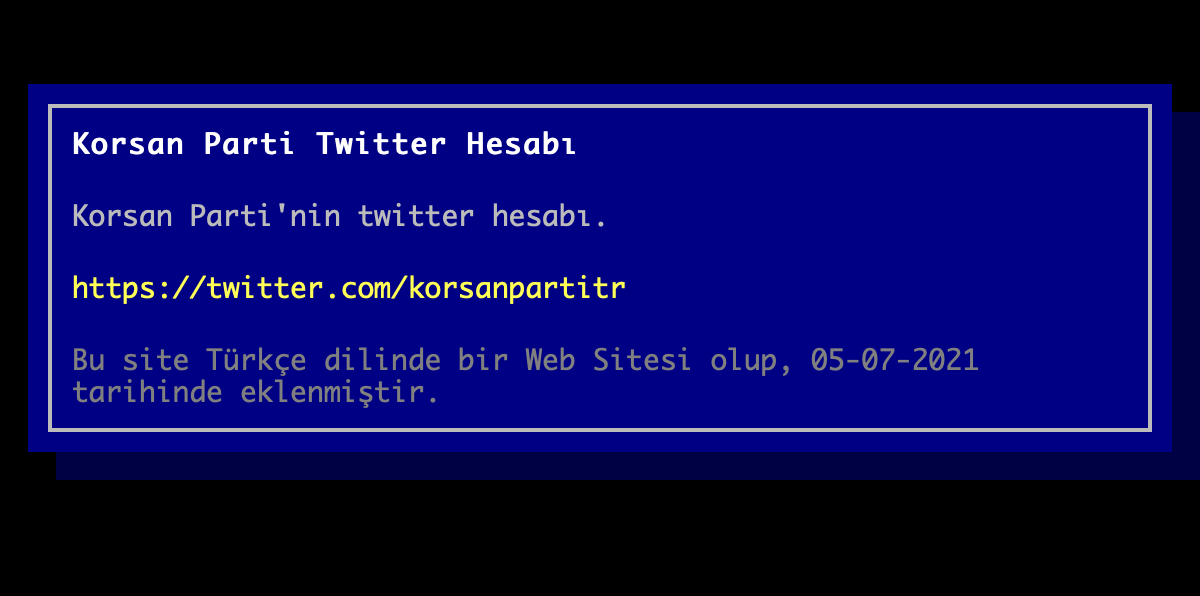 Korsan Parti Twitter Hesabı
Korsan Parti'nin twitter hesabı.
https://twitter.com/korsanpartitr
Bu site Türkçe dilinde bir Web Sitesi olup, 05-07-2021
tarihinde eklenmiştir.